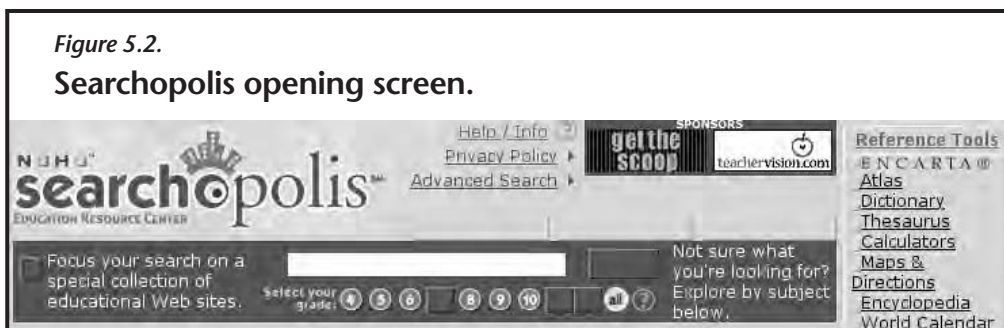 Figure 5.2.
Searchopolis opening screen.
Help / Info ?
Privacy Policy
Advanced Search
SPONSORS
get the
scoop
teachervision.com
searchopolis
EDUCATION RESOURCE CENTER
Focus your search on a
special collection of
educational Web sites.
Select your
grade: 4 5 6 8 9 10 all ?
Not sure what
you're looking for?
Explore by subject
below.
Reference Tools
ENCARTA ®
Atlas
Dictionary
Thesaurus
Calculators
Maps &
Directions
Encyclopedia
World Calendar